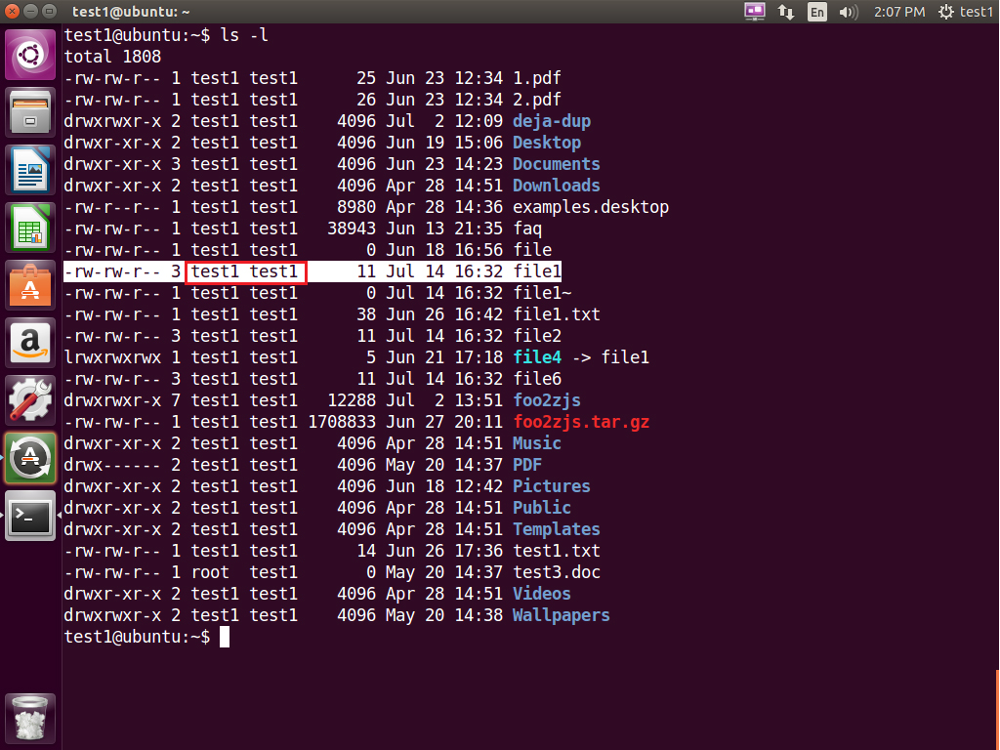 test1@ubuntu: ~ En 2:07 PM test1
test1@ubuntu:~$ ls -l
total 1808
-rw-rw-r-- 1 test1 test1      25 Jun 23 12:34 1.pdf
-rw-rw-r-- 1 test1 test1      26 Jun 23 12:34 2.pdf
drwxrwxr-x 2 test1 test1    4096 Jul  2 12:09 deja-dup
drwxr-xr-x 2 test1 test1    4096 Jun 19 15:06 Desktop
drwxr-xr-x 3 test1 test1    4096 Jun 23 14:23 Documents
drwxr-xr-x 2 test1 test1    4096 Apr 28 14:51 Downloads
-rw-r--r-- 1 test1 test1    8980 Apr 28 14:36 examples.desktop
-rw-rw-r-- 1 test1 test1   38943 Jun 13 21:35 faq
-rw-rw-r-- 1 test1 test1       0 Jun 18 16:56 file
-rw-rw-r-- 3 test1 test1      11 Jul 14 16:32 file1
-rw-rw-r-- 1 test1 test1       0 Jul 14 16:32 file1~
-rw-rw-r-- 1 test1 test1      38 Jun 26 16:42 file1.txt
-rw-rw-r-- 3 test1 test1      11 Jul 14 16:32 file2
lrwxrwxrwx 1 test1 test1       5 Jun 21 17:18 file4 -> file1
-rw-rw-r-- 3 test1 test1      11 Jul 14 16:32 file6
drwxrwxr-x 7 test1 test1   12288 Jul  2 13:51 foo2zjs
-rw-rw-r-- 1 test1 test1 1708833 Jun 27 20:11 foo2zjs.tar.gz
drwxr-xr-x 2 test1 test1    4096 Apr 28 14:51 Music
drwx------ 2 test1 test1    4096 May 20 14:37 PDF
drwxr-xr-x 2 test1 test1    4096 Jun 18 12:42 Pictures
drwxr-xr-x 2 test1 test1    4096 Apr 28 14:51 Public
drwxr-xr-x 2 test1 test1    4096 Apr 28 14:51 Templates
-rw-rw-r-- 1 test1 test1      14 Jun 26 17:36 test1.txt
-rw-rw-r-- 1 root  test1       0 May 20 14:37 test3.doc
drwxr-xr-x 2 test1 test1    4096 Apr 28 14:51 Videos
drwxrwxr-x 2 test1 test1    4096 May 20 14:38 Wallpapers
test1@ubuntu:~$